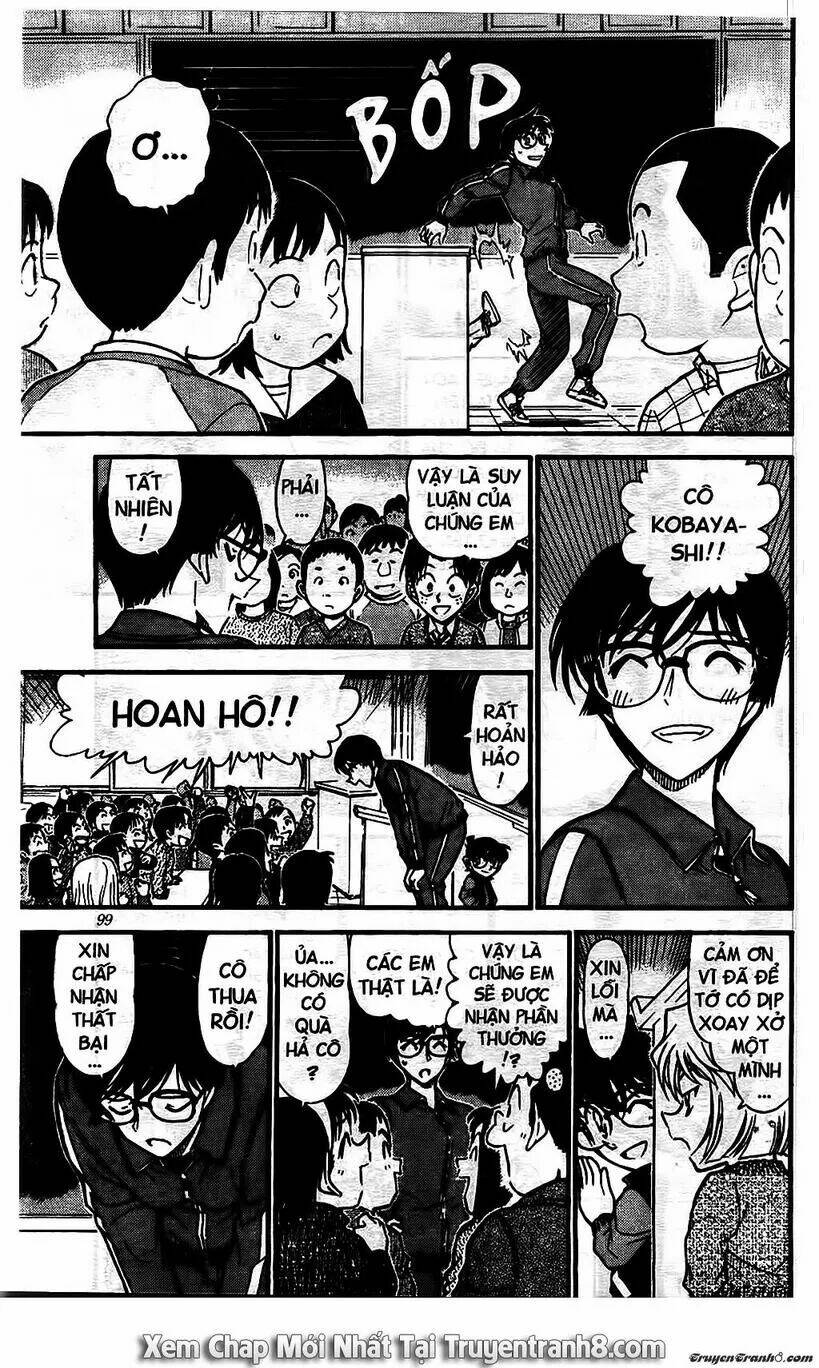 BỐP
Ơ...
CÔ
KOBAYA-
SHI!!
VẬY LÀ SUY
LUẬN CỦA
CHÚNG EM
...
PHẢI
...
TẤT
NHIÊN
!
RẤT
HOÀN
HẢO
!
HOAN HÔ!!
99
CẢM ƠN
VÌ ĐÃ ĐỂ
TỚ CÓ DỊP
XOAY XỞ
MỘT
MÌNH
...
XIN
LỖI
MÀ
...
VẬY LÀ
CHÚNG EM
SẼ ĐƯỢC
NHẬN PHẦN
THƯỞNG
!?
CÁC EM
THẬT LÀ!
ỦA...
KHÔNG
CÓ
QUÀ
HẢ CÔ
?
CÔ
THUA
RỒI!
XIN
CHẤP
NHẬN
THẤT
BẠI
...
Xem Chap Mới Nhất Tại Truyentranh8.com
TruyenTranh8.com